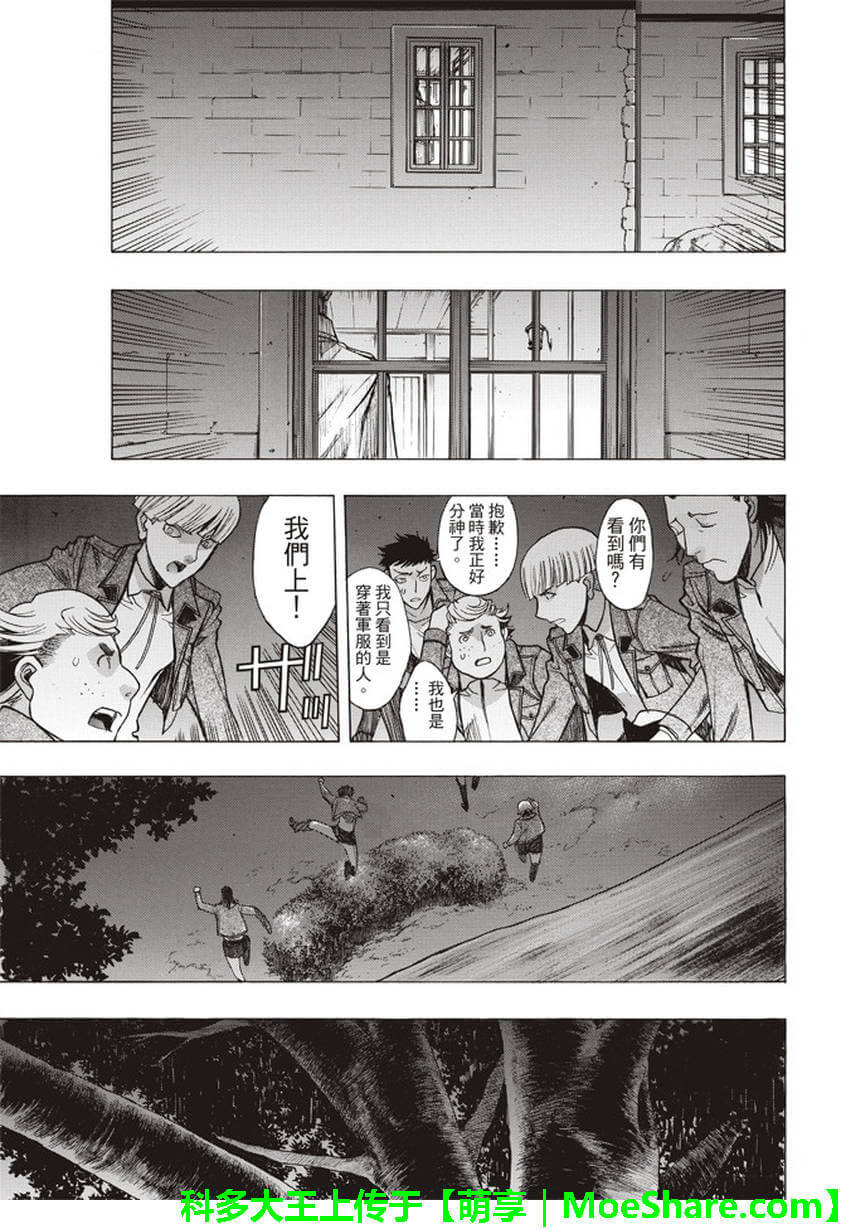 你們有
看到嗎？
抱歉……
當時我正好
分神了。
我也是
……
我只看到是
穿著軍服的人。
我們上！
ザザッ
科多大王上传于【萌享｜MoeShare.com】